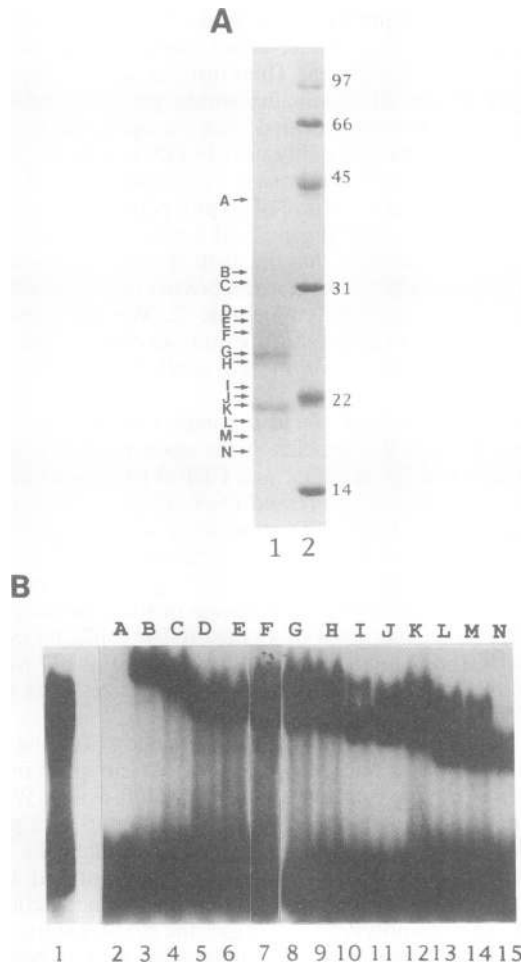 A
97
66
45
A →
B →
C →
31
D →
E →
F →
G →
H →
I →
J →
K →
22
L →
M →
N →
14
1 2
B
A B C D E F G H I J K L M N
1 2 3 4 5 6 7 8 9 10 11 12 13 14 15